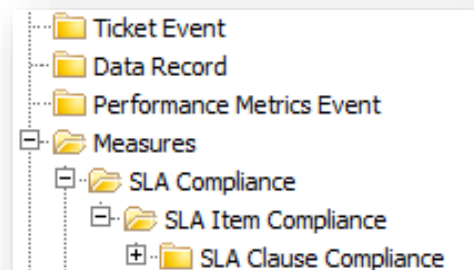 Ticket Event
Data Record
Performance Metrics Event
Measures
SLA Compliance
SLA Item Compliance
SLA Clause Compliance